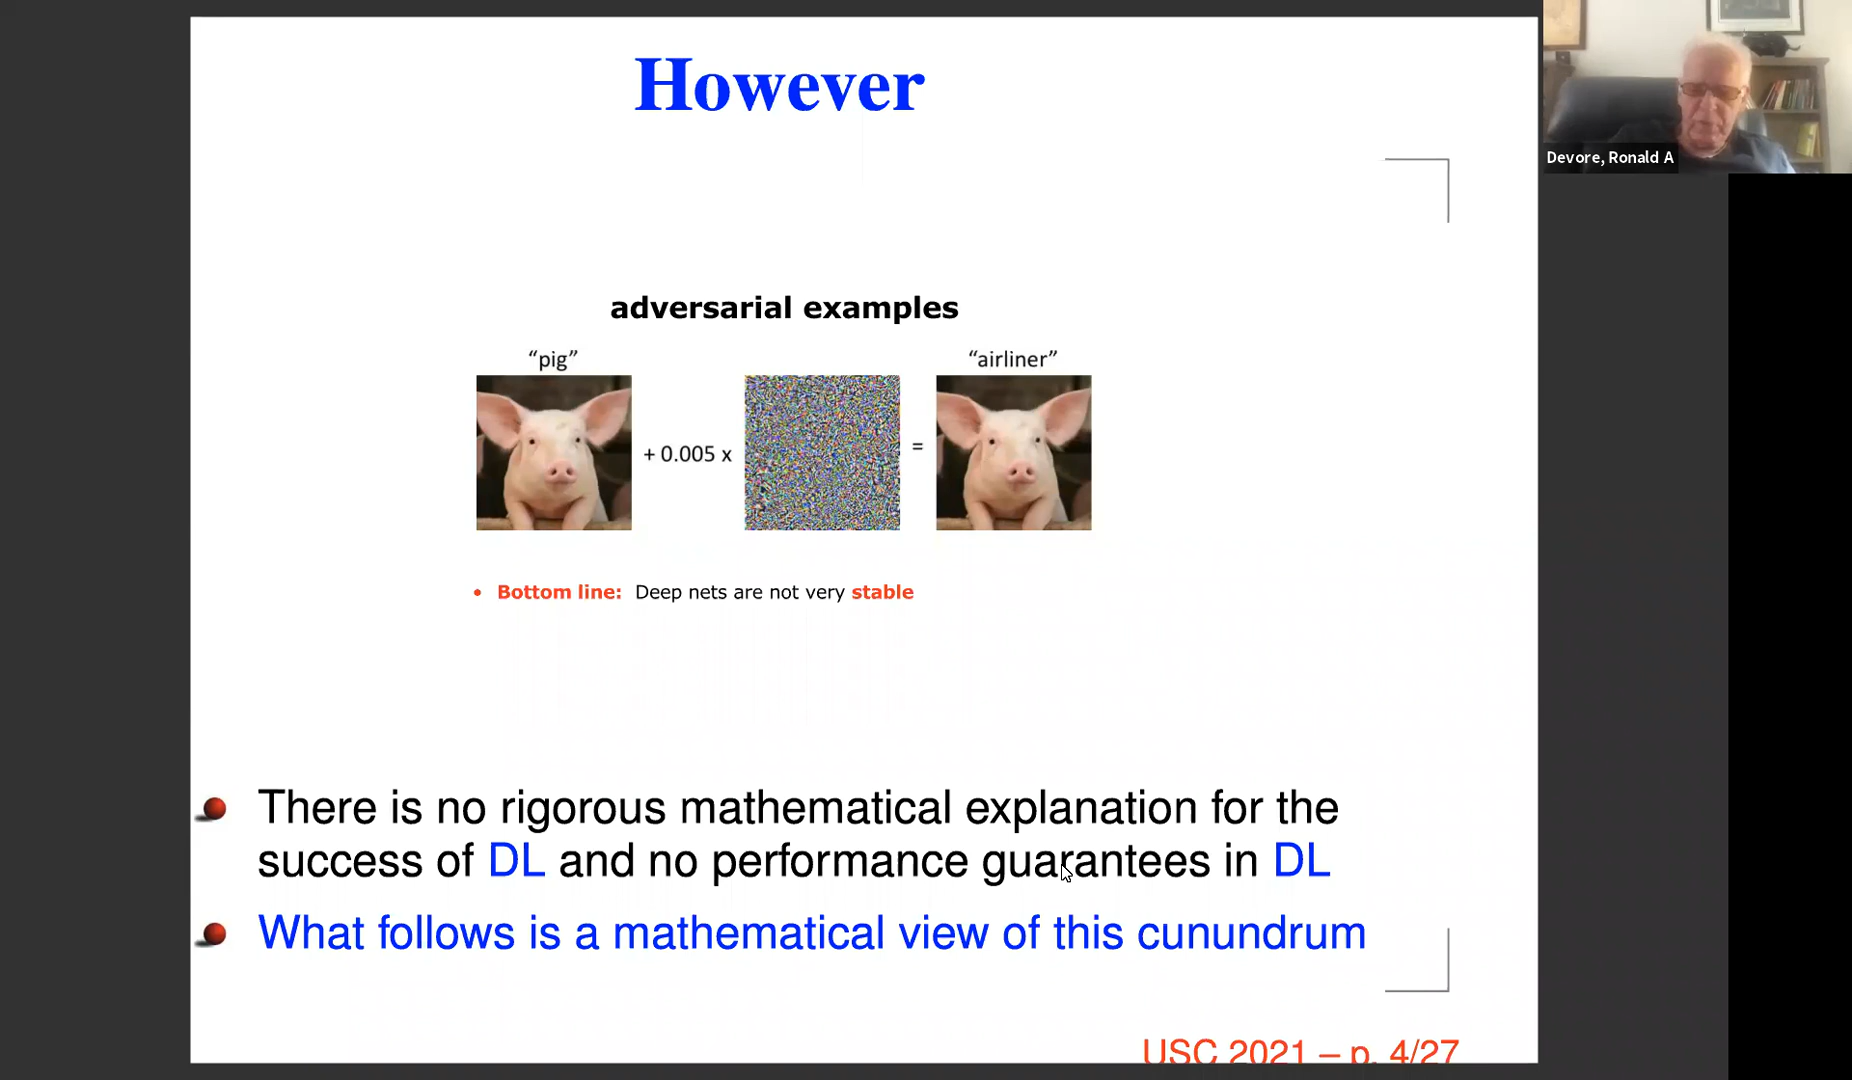 However
Devore, Ronald A
adversarial examples
“pig”
“airliner”
+ 0.005 x
=
• Bottom line: Deep nets are not very stable
There is no rigorous mathematical explanation for the
success of DL and no performance guarantees in DL
What follows is a mathematical view of this cunundrum
USC 2021 – p. 4/27